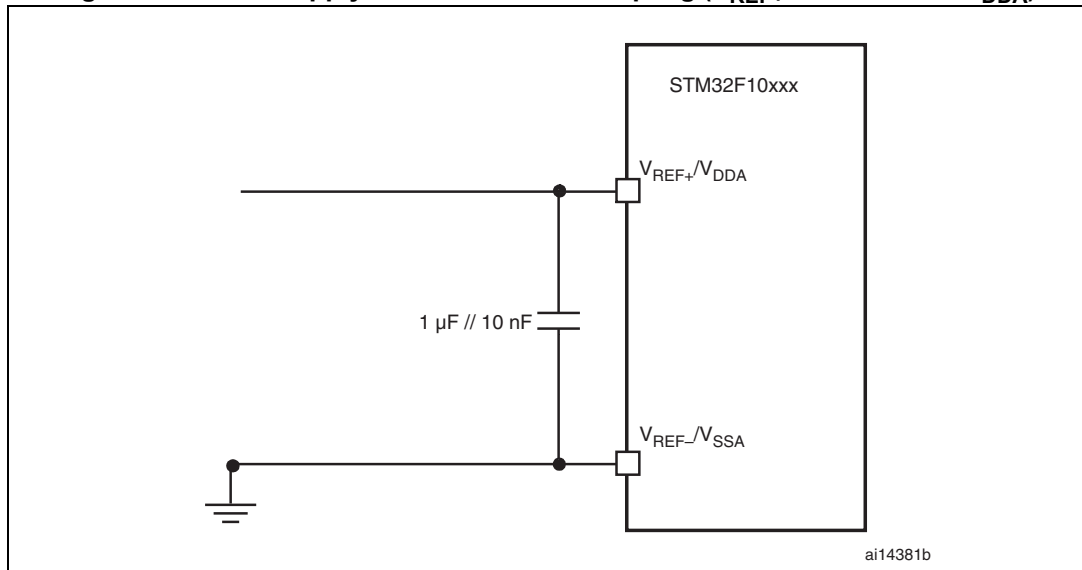 STM32F10xxx
VREF+/VDDA
1 µF // 10 nF
VREF–/VSSA
ai14381b